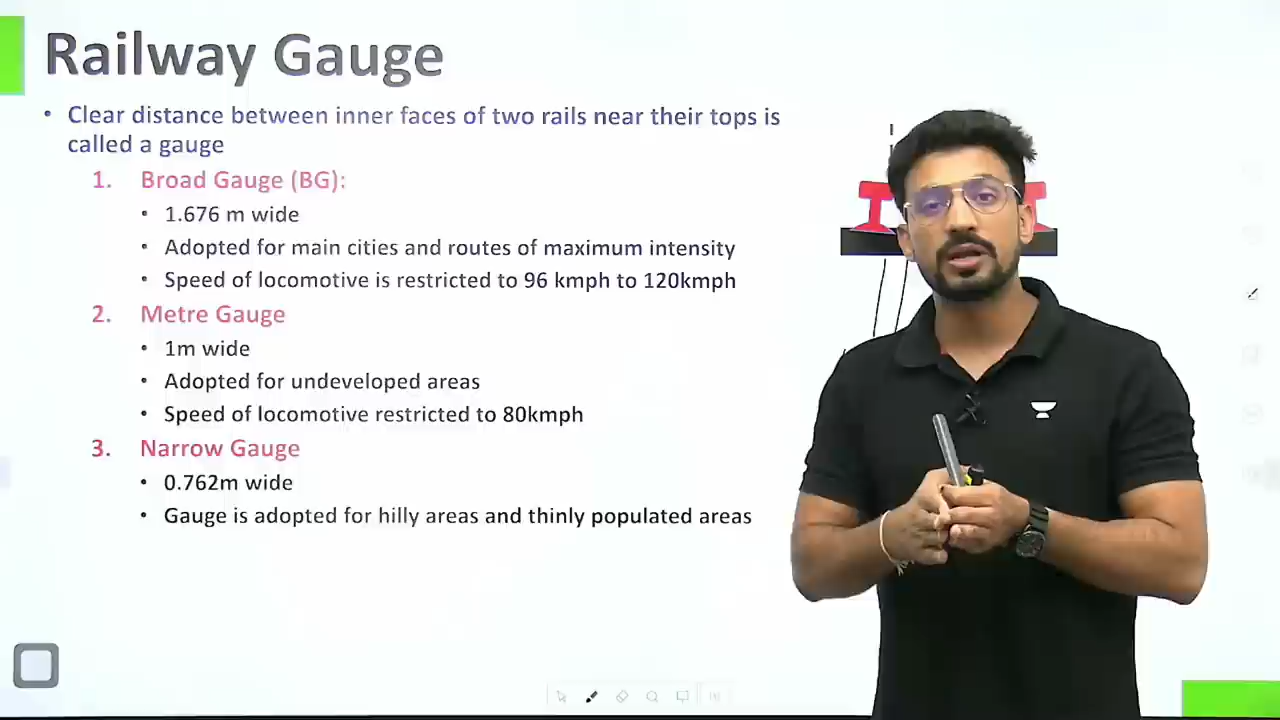 Railway Gauge
• Clear distance between inner faces of two rails near their tops is
called a gauge
1. Broad Gauge (BG):
• 1.676 m wide
• Adopted for main cities and routes of maximum intensity
• Speed of locomotive is restricted to 96 kmph to 120kmph
2. Metre Gauge
• 1m wide
• Adopted for undeveloped areas
• Speed of locomotive restricted to 80kmph
3. Narrow Gauge
• 0.762m wide
• Gauge is adopted for hilly areas and thinly populated areas